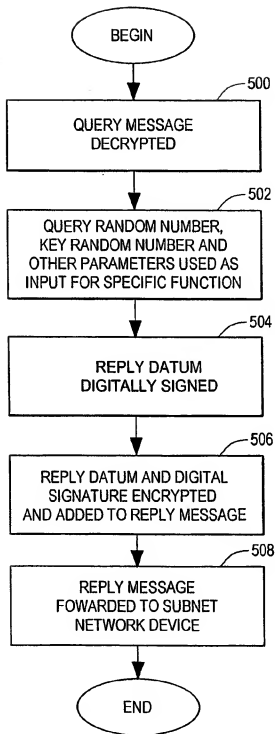 BEGIN
500
QUERY MESSAGE
DECRYPTED
502
QUERY RANDOM NUMBER,
KEY RANDOM NUMBER AND
OTHER PARAMETERS USED AS
INPUT FOR SPECIFIC FUNCTION
504
REPLY DATUM
DIGITALLY SIGNED
506
REPLY DATUM AND DIGITAL
SIGNATURE ENCRYPTED
AND ADDED TO REPLY MESSAGE
508
REPLY MESSAGE
FOWARDED TO SUBNET
NETWORK DEVICE
END